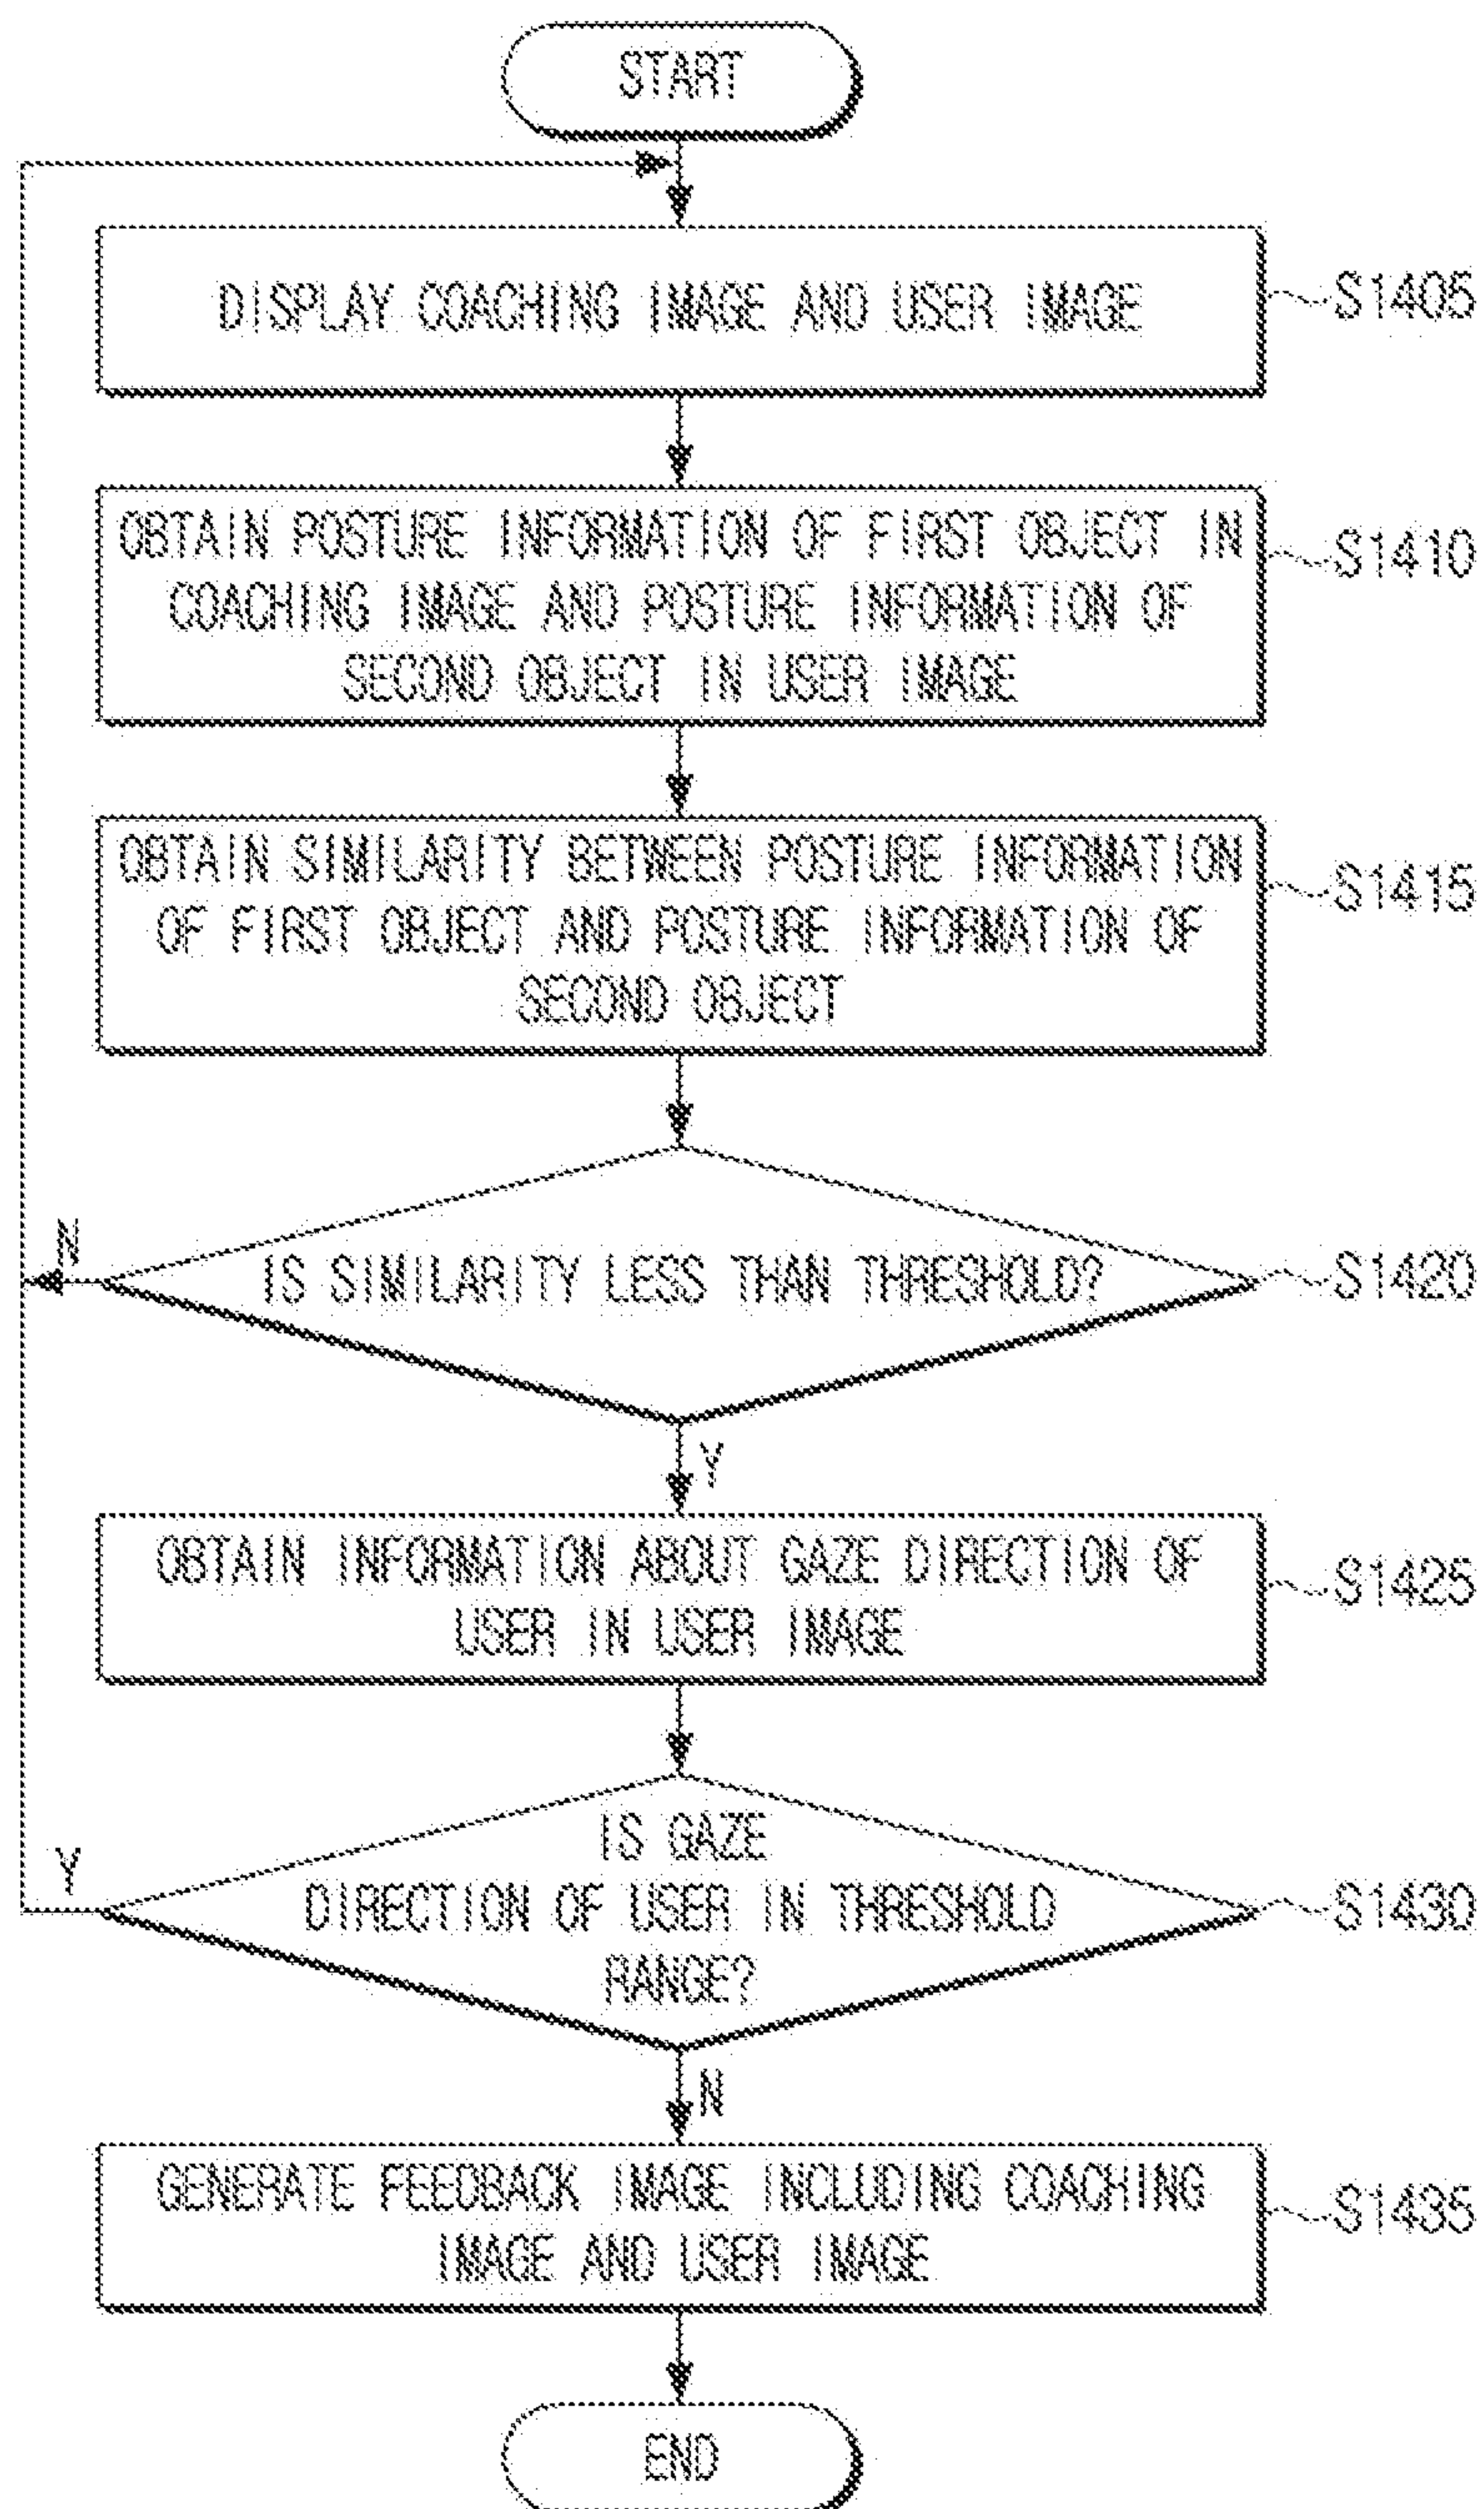 START
DISPLAY COACHING IMAGE AND USER IMAGE
S1405
OBTAIN POSTURE INFORMATION OF FIRST OBJECT IN
COACHING IMAGE AND POSTURE INFORMATION OF
SECOND OBJECT IN USER IMAGE
S1410
OBTAIN SIMILARITY BETWEEN POSTURE INFORMATION
OF FIRST OBJECT AND POSTURE INFORMATION OF
SECOND OBJECT
S1415
N
IS SIMILARITY LESS THAN THRESHOLD?
S1420
Y
OBTAIN INFORMATION ABOUT GAZE DIRECTION OF
USER IN USER IMAGE
S1425
Y
IS GAZE
DIRECTION OF USER IN THRESHOLD
RANGE?
S1430
N
GENERATE FEEDBACK IMAGE INCLUDING COACHING
IMAGE AND USER IMAGE
S1435
END